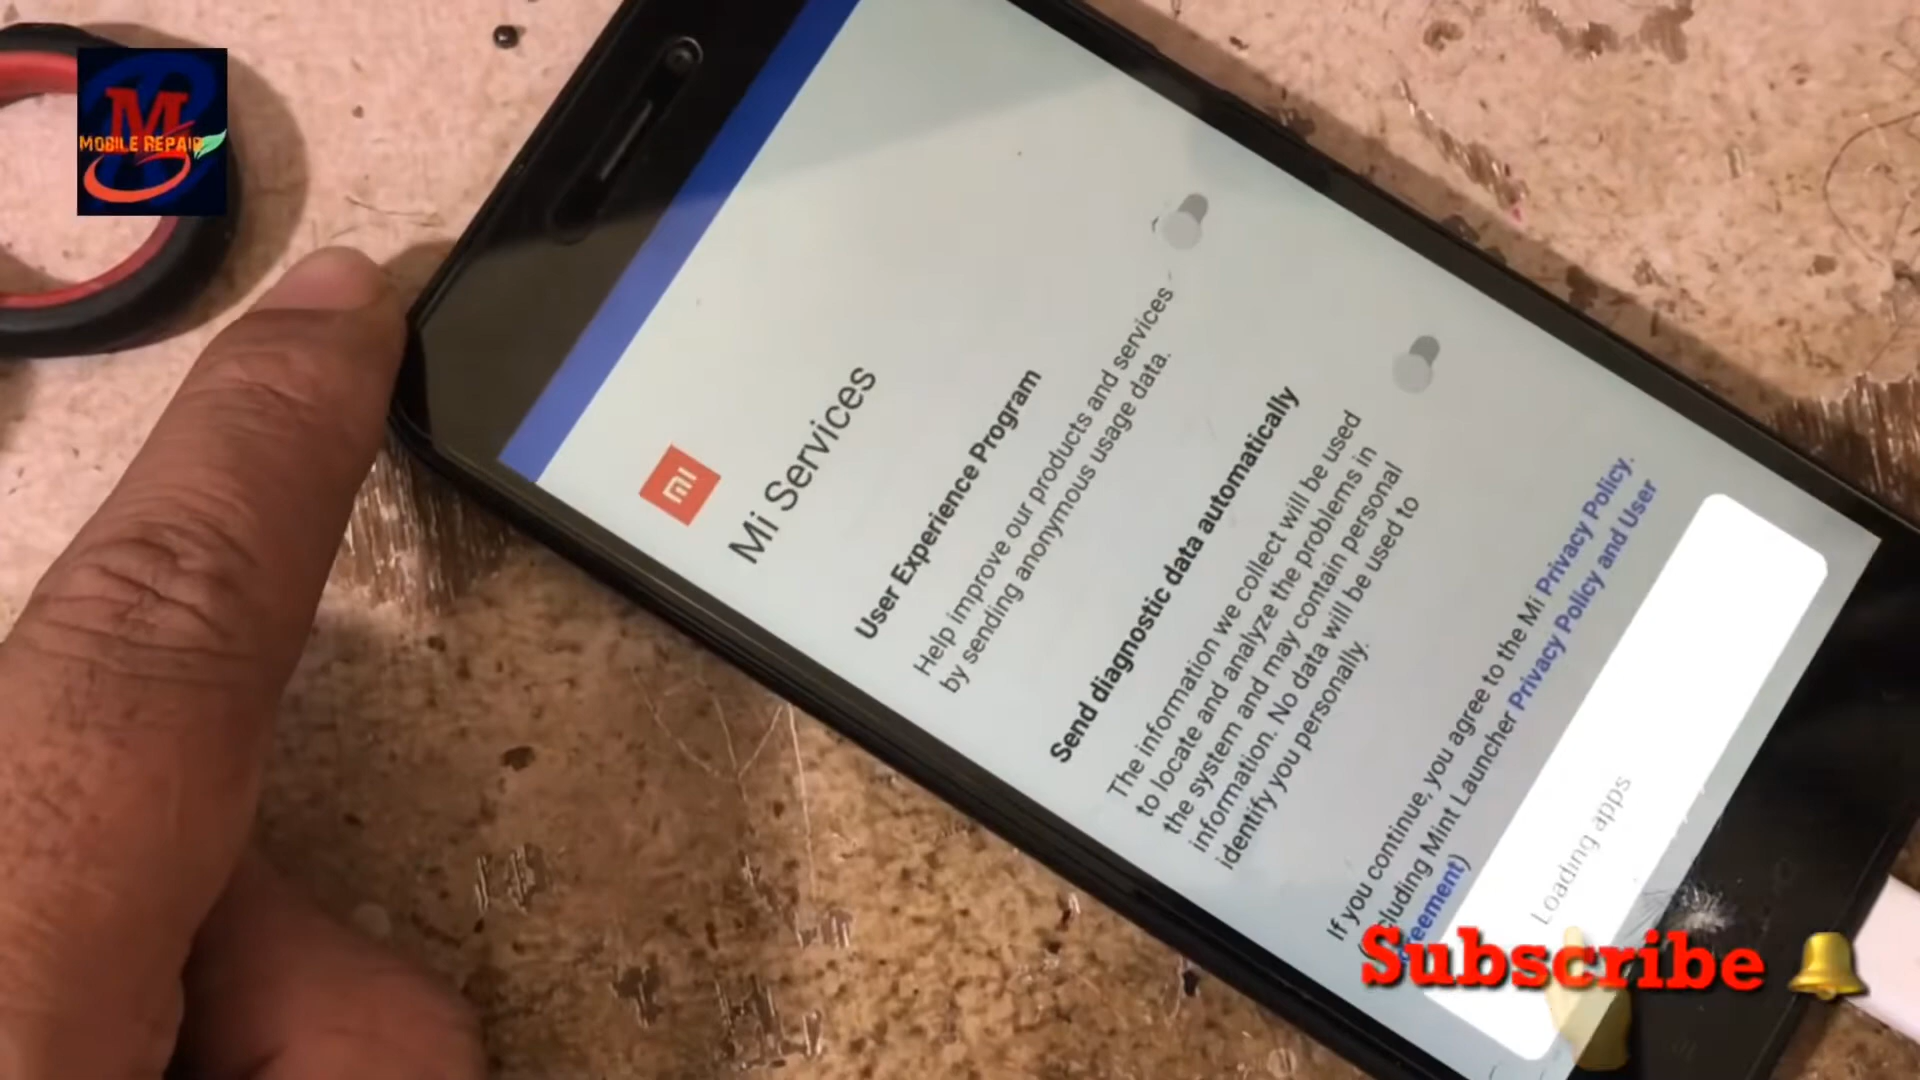 M
MOBILE REPAIR
MI
Mi Services
User Experience Program
Help improve our products and services
by sending anonymous usage data.
Send diagnostic data automatically
The information we collect will be used
to locate and analyze the problems in
the system and may contain personal
information. No data will be used to
identify you personally.
If you continue, you agree to the Mi Privacy Policy.
Mint Launcher Privacy Policy and User
Loading apps
Subscribe